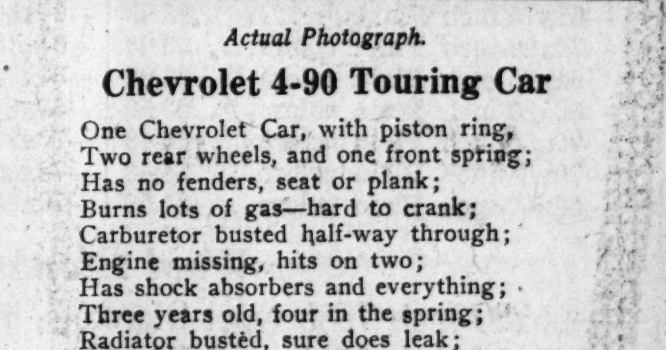 Actual Photograph.
Chevrolet 4-90 Touring Car
One Chevrolet Car, with piston ring,
Two rear wheels, and one front spring;
Has no fenders, seat or plank;
Burns lots of gas—hard to crank;
Carburetor busted half-way through;
Engine missing, hits on two;
Has shock absorbers and everything;
Three years old, four in the spring;
Radiator busted, sure does leak;